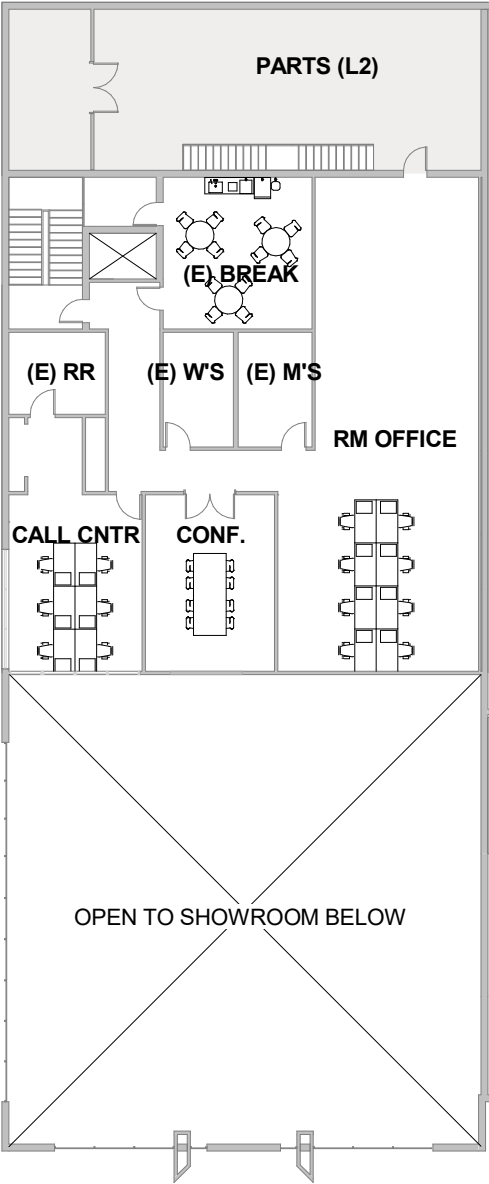 PARTS (L2)
(E) BREAK
(E) RR
(E) W'S
(E) M'S
RM OFFICE
CALL CNTR
CONF.
OPEN TO SHOWROOM BELOW